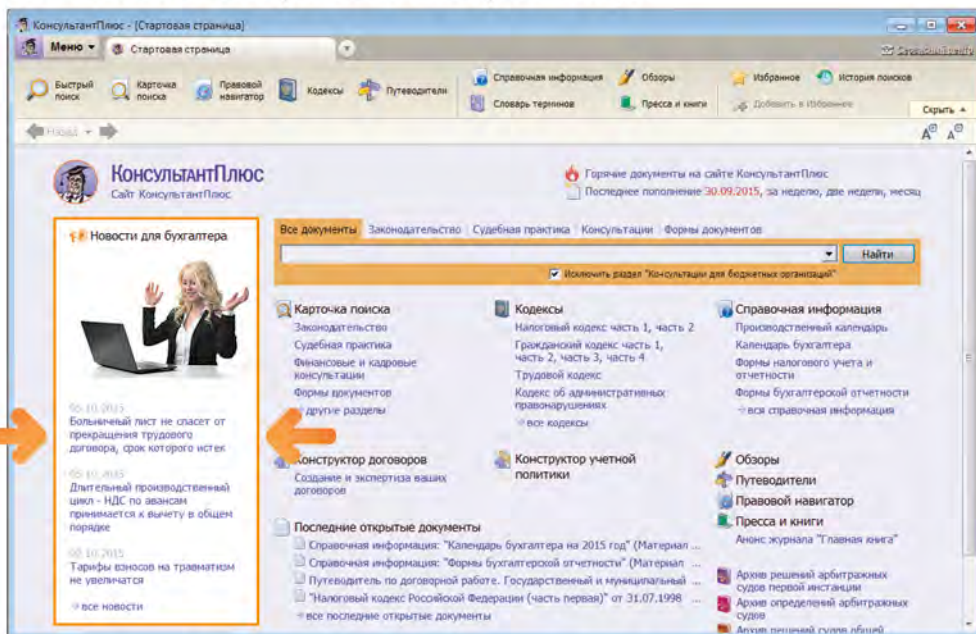 КонсультантПлюс - [Стартовая страница]
Меню
Стартовая страница
Сервисный центр
Быстрый поиск
Карточка поиска
Правовой навигатор
Кодексы
Путеводители
Справочная информация
Словарь терминов
Обзоры
Пресса и книги
Избранное
История поисков
Добавить в Избранное
Скрыть
Назад
КонсультантПлюс
Сайт КонсультантПлюс
Горячие документы на сайте КонсультантПлюс
Последнее пополнение 30.09.2015, за неделю, две недели, месяц
Новости для бухгалтера
05.10.2015
Больничный лист не спасет от
прекращения трудового
договора, срок которого истек
05.10.2015
Длительный производственный
цикл - НДС по авансам
принимается к вычету в общем
порядке
02.10.2015
Тарифы взносов на травматизм
не увеличатся
все новости
Все документы Законодательство Судебная практика Консультации Формы документов
Найти
Исключить раздел "Консультации для бюджетных организаций"
Карточка поиска
Законодательство
Судебная практика
Финансовые и кадровые
консультации
Формы документов
другие разделы
Кодексы
Налоговый кодекс часть 1, часть 2
Гражданский кодекс часть 1,
часть 2, часть 3, часть 4
Трудовой кодекс
Кодекс об административных
правонарушениях
все кодексы
Справочная информация
Производственный календарь
Календарь бухгалтера
Формы налогового учета и
отчетности
Формы бухгалтерской отчетности
вся справочная информация
Конструктор договоров
Создание и экспертиза ваших
договоров
Конструктор учетной
политики
Обзоры
Путеводители
Правовой навигатор
Пресса и книги
Анонс журнала "Главная книга"
Последние открытые документы
Справочная информация: "Календарь бухгалтера на 2015 год" (Материал ...
Справочная информация: "Формы бухгалтерской отчетности" (Материал ...
Путеводитель по договорной работе. Государственный и муниципальный ...
"Налоговый кодекс Российской Федерации (часть первая)" от 31.07.1998 ...
все последние открытые документы
Архив решений арбитражных
судов первой инстанции
Архив определений арбитражных
судов
Архив решений судов общей